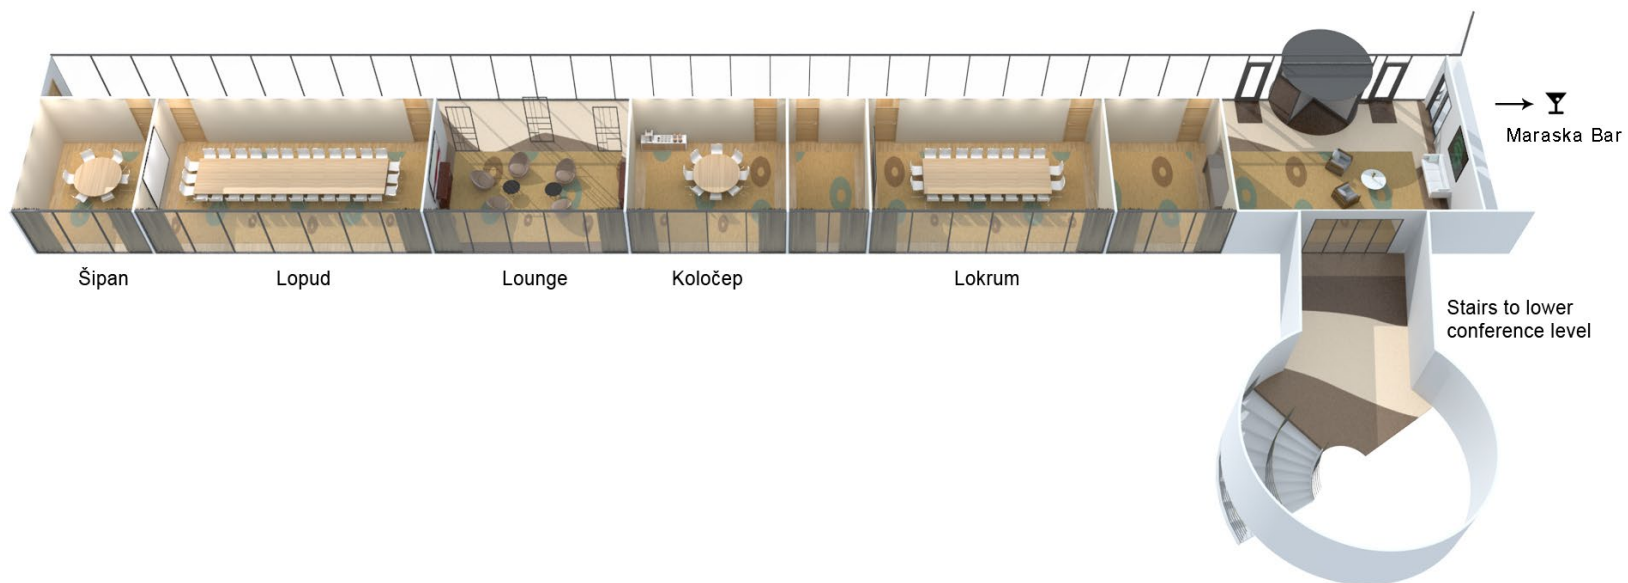 Maraska Bar
Šipan
Lopud
Lounge
Koločep
Lokrum
Stairs to lower
conference level